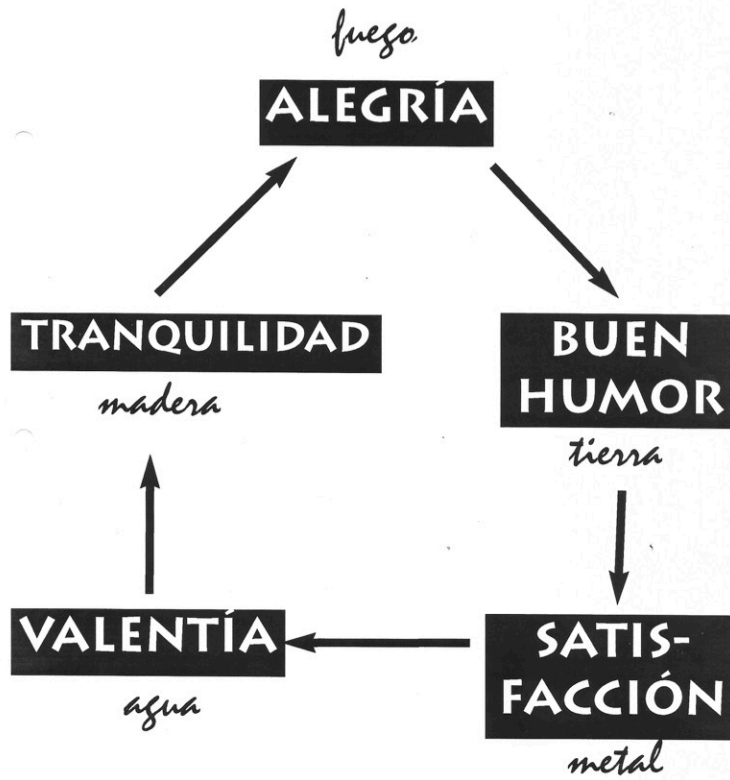 fuego
ALEGRÍA
TRANQUILIDAD
madera
BUEN
HUMOR
tierra
VALENTÍA
agua
SATIS-
FACCIÓN
metal